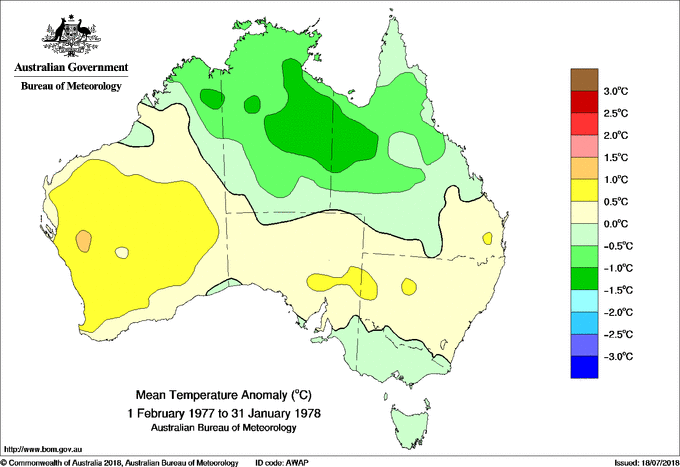 Australian Government
Bureau of Meteorology
3.0°C
2.5°C
2.0°C
1.5°C
1.0°C
0.5°C
0.0°C
-0.5°C
-1.0°C
-1.5°C
-2.0°C
-2.5°C
-3.0°C
Mean Temperature Anomaly (°C)
1 February 1977 to 31 January 1978
Australian Bureau of Meteorology
http://www.bom.gov.au
© Commonwealth of Australia 2018, Australian Bureau of Meteorology ID code: AWAP Issued: 18/07/2018